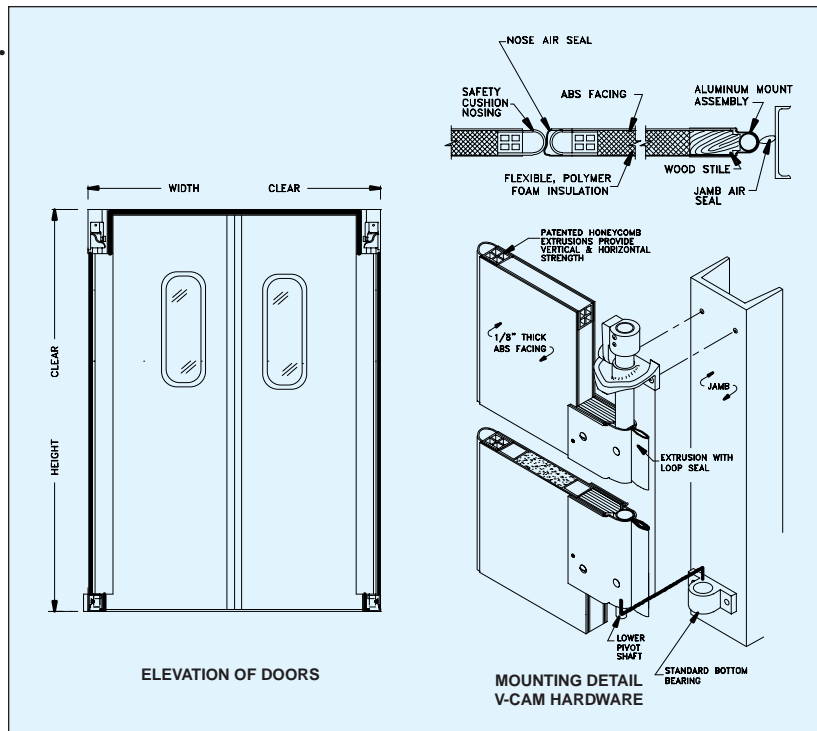 NOSE AIR SEAL
SAFETY
CUSHION
NOSING
ABS FACING
ALUMINUM MOUNT
ASSEMBLY
WOOD STILE
FLEXIBLE, POLYMER
FOAM INSULATION
JAMB AIR
SEAL
WIDTH CLEAR
CLEAR
HEIGHT
PATENTED HONEYCOMB
EXTRUSIONS PROVIDE
VERTICAL & HORIZONTAL
STRENGTH
1/8" THICK
ABS FACING
JAMB
EXTRUSION WITH
LOOP SEAL
LOWER
PIVOT
SHAFT
STANDARD BOTTOM
BEARING
ELEVATION OF DOORS
MOUNTING DETAIL
V-CAM HARDWARE